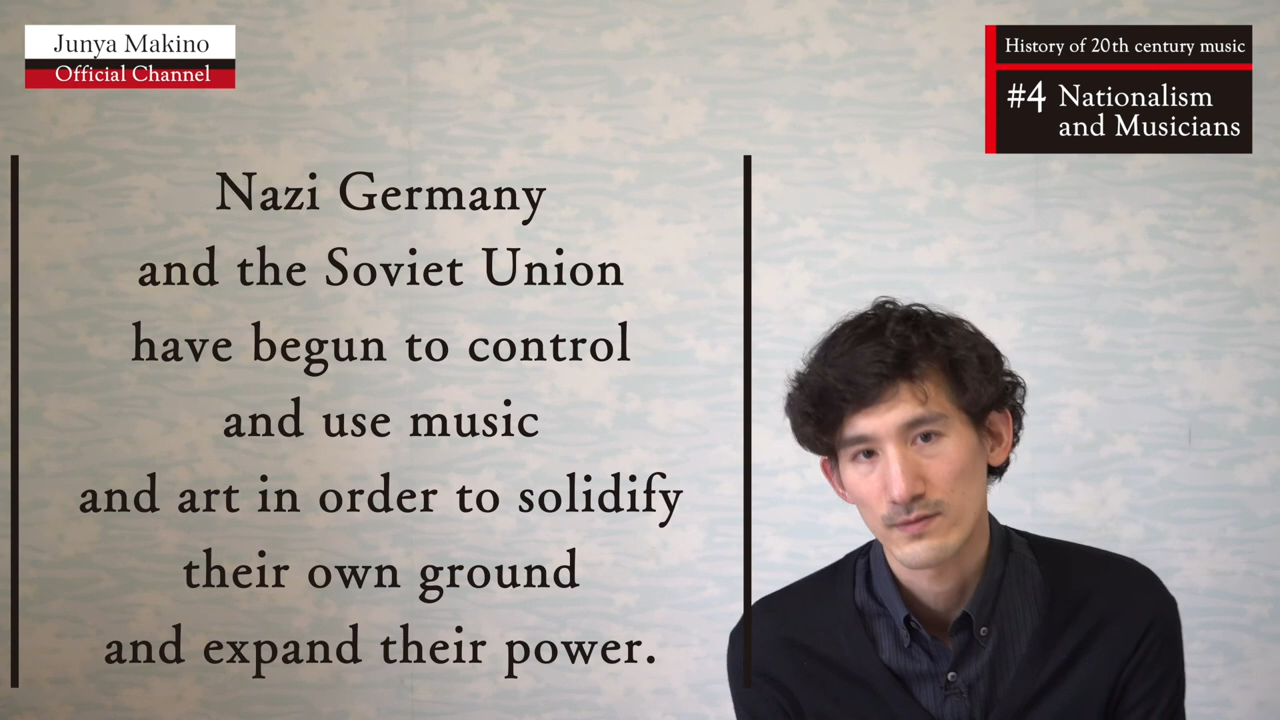 Junya Makino
Official Channel
History of 20th century music
#4 Nationalism
and Musicians
Nazi Germany
and the Soviet Union
have begun to control
and use music
and art in order to solidify
their own ground
and expand their power.